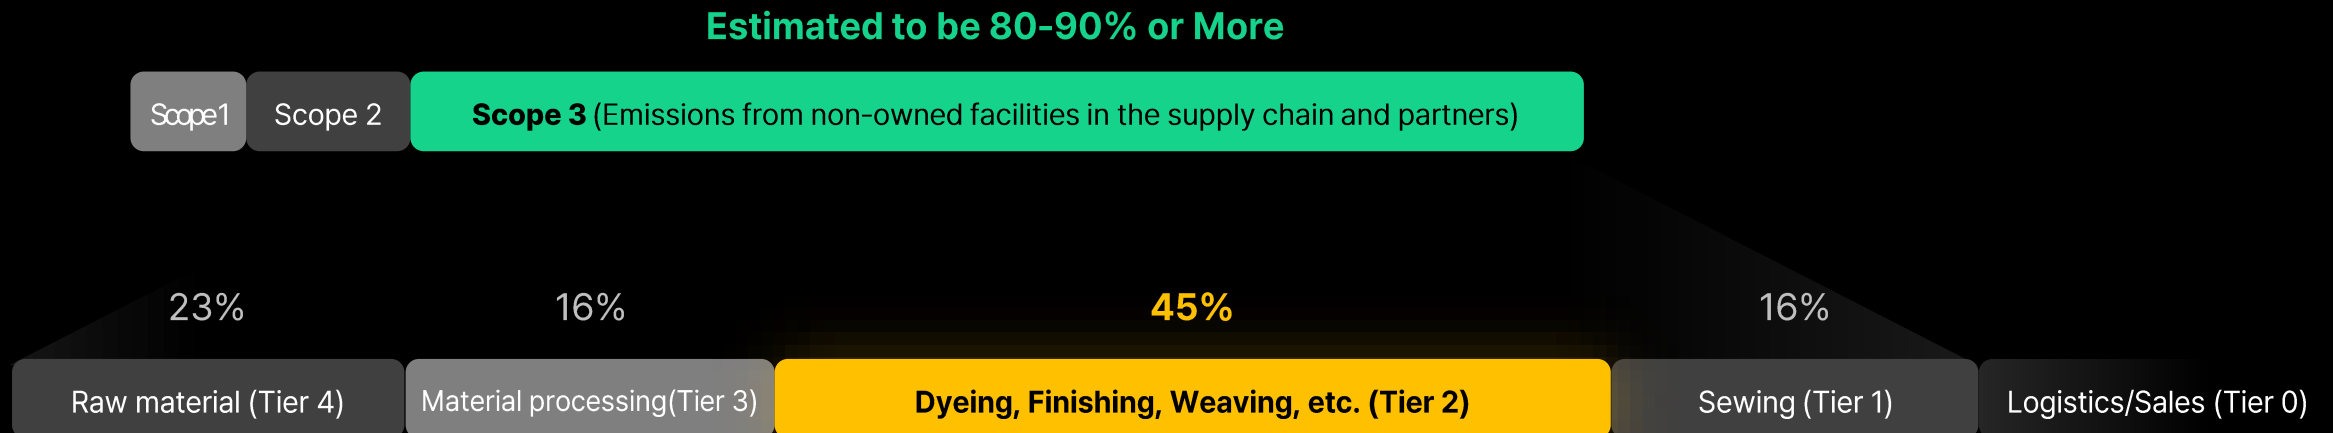 Estimated to be 80-90% or More
Scope1 Scope 2 Scope 3 (Emissions from non-owned facilities in the supply chain and partners)
23% 16% 45% 16%
Raw material (Tier 4) Material processing(Tier 3) Dyeing, Finishing, Weaving, etc. (Tier 2) Sewing (Tier 1) Logistics/Sales (Tier 0)